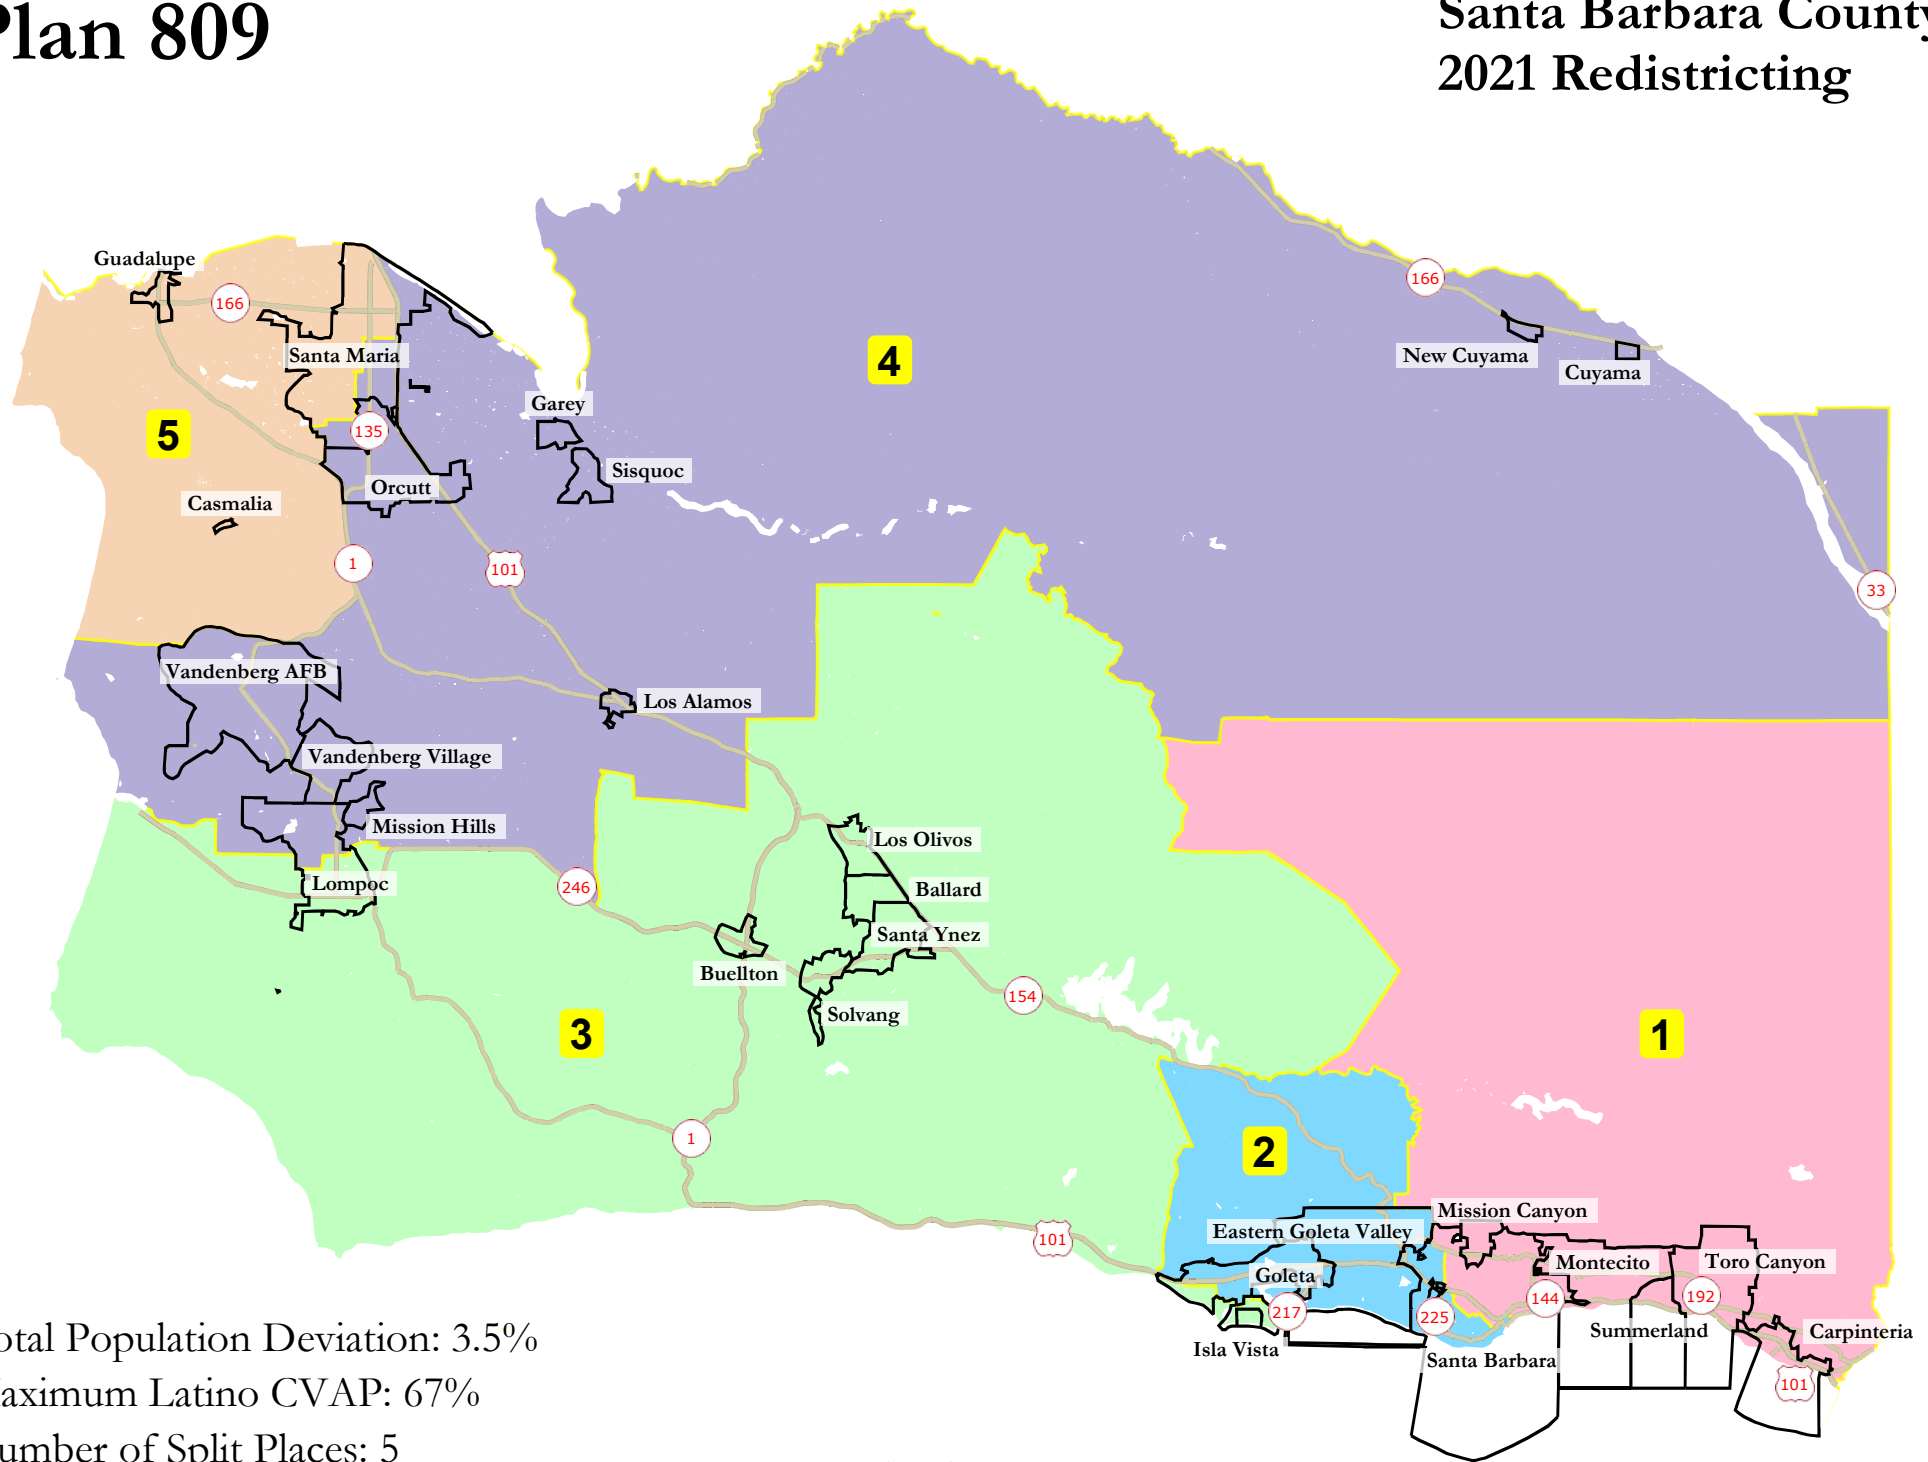 Plan 809
Santa Barbara County
2021 Redistricting
Guadalupe
166
Santa Maria
4
166
New Cuyama
Cuyama
Garey
5
135
Sisquoc
Orcutt
Casmalia
1
101
33
Vandenberg AFB
Los Alamos
Vandenberg Village
Mission Hills
Los Olivos
Lompoc
246
Ballard
Santa Ynez
Buellton
154
Solvang
3
1
2
1
Mission Canyon
Eastern Goleta Valley
101
Montecito
Toro Canyon
Goleta
217
225
144
192
Summerland
Carpinteria
Isla Vista
Santa Barbara
101
otal Population Deviation: 3.5%
aximum Latino CVAP: 67%
umber of Split Places: 5